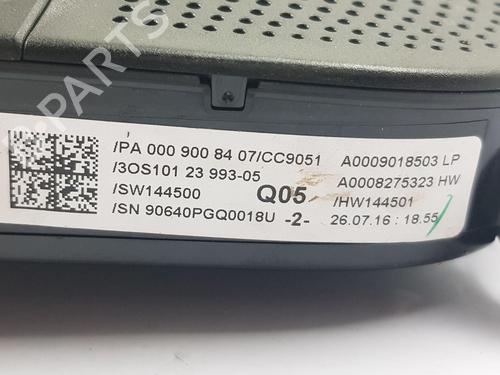 /PA 000 900 84 07/CC9051 A0009018503 LP
/3OS101 23 993-05 A0008275323 HW
/SW144500 Q05 /HW144501
/SN 90640PGQ0018U -2- 26.07.16 : 18.55